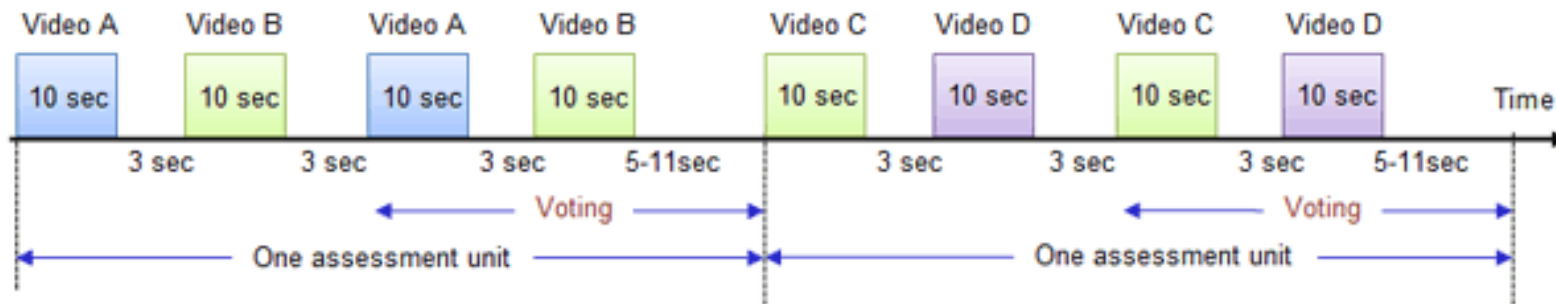 Video A Video B Video A Video B Video C Video D Video C Video D
10 sec 10 sec 10 sec 10 sec 10 sec 10 sec 10 sec 10 sec Time
3 sec 3 sec 3 sec 5-11sec 3 sec 3 sec 3 sec 5-11sec
Voting Voting
One assessment unit One assessment unit